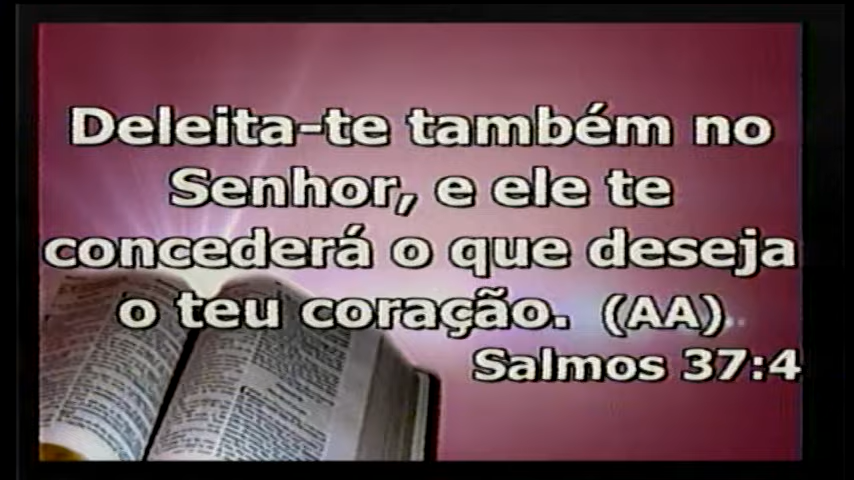 Deleita-te também no
Senhor, e ele te
concederá o que deseja
o teu coração. (AA)
Salmos 37:4